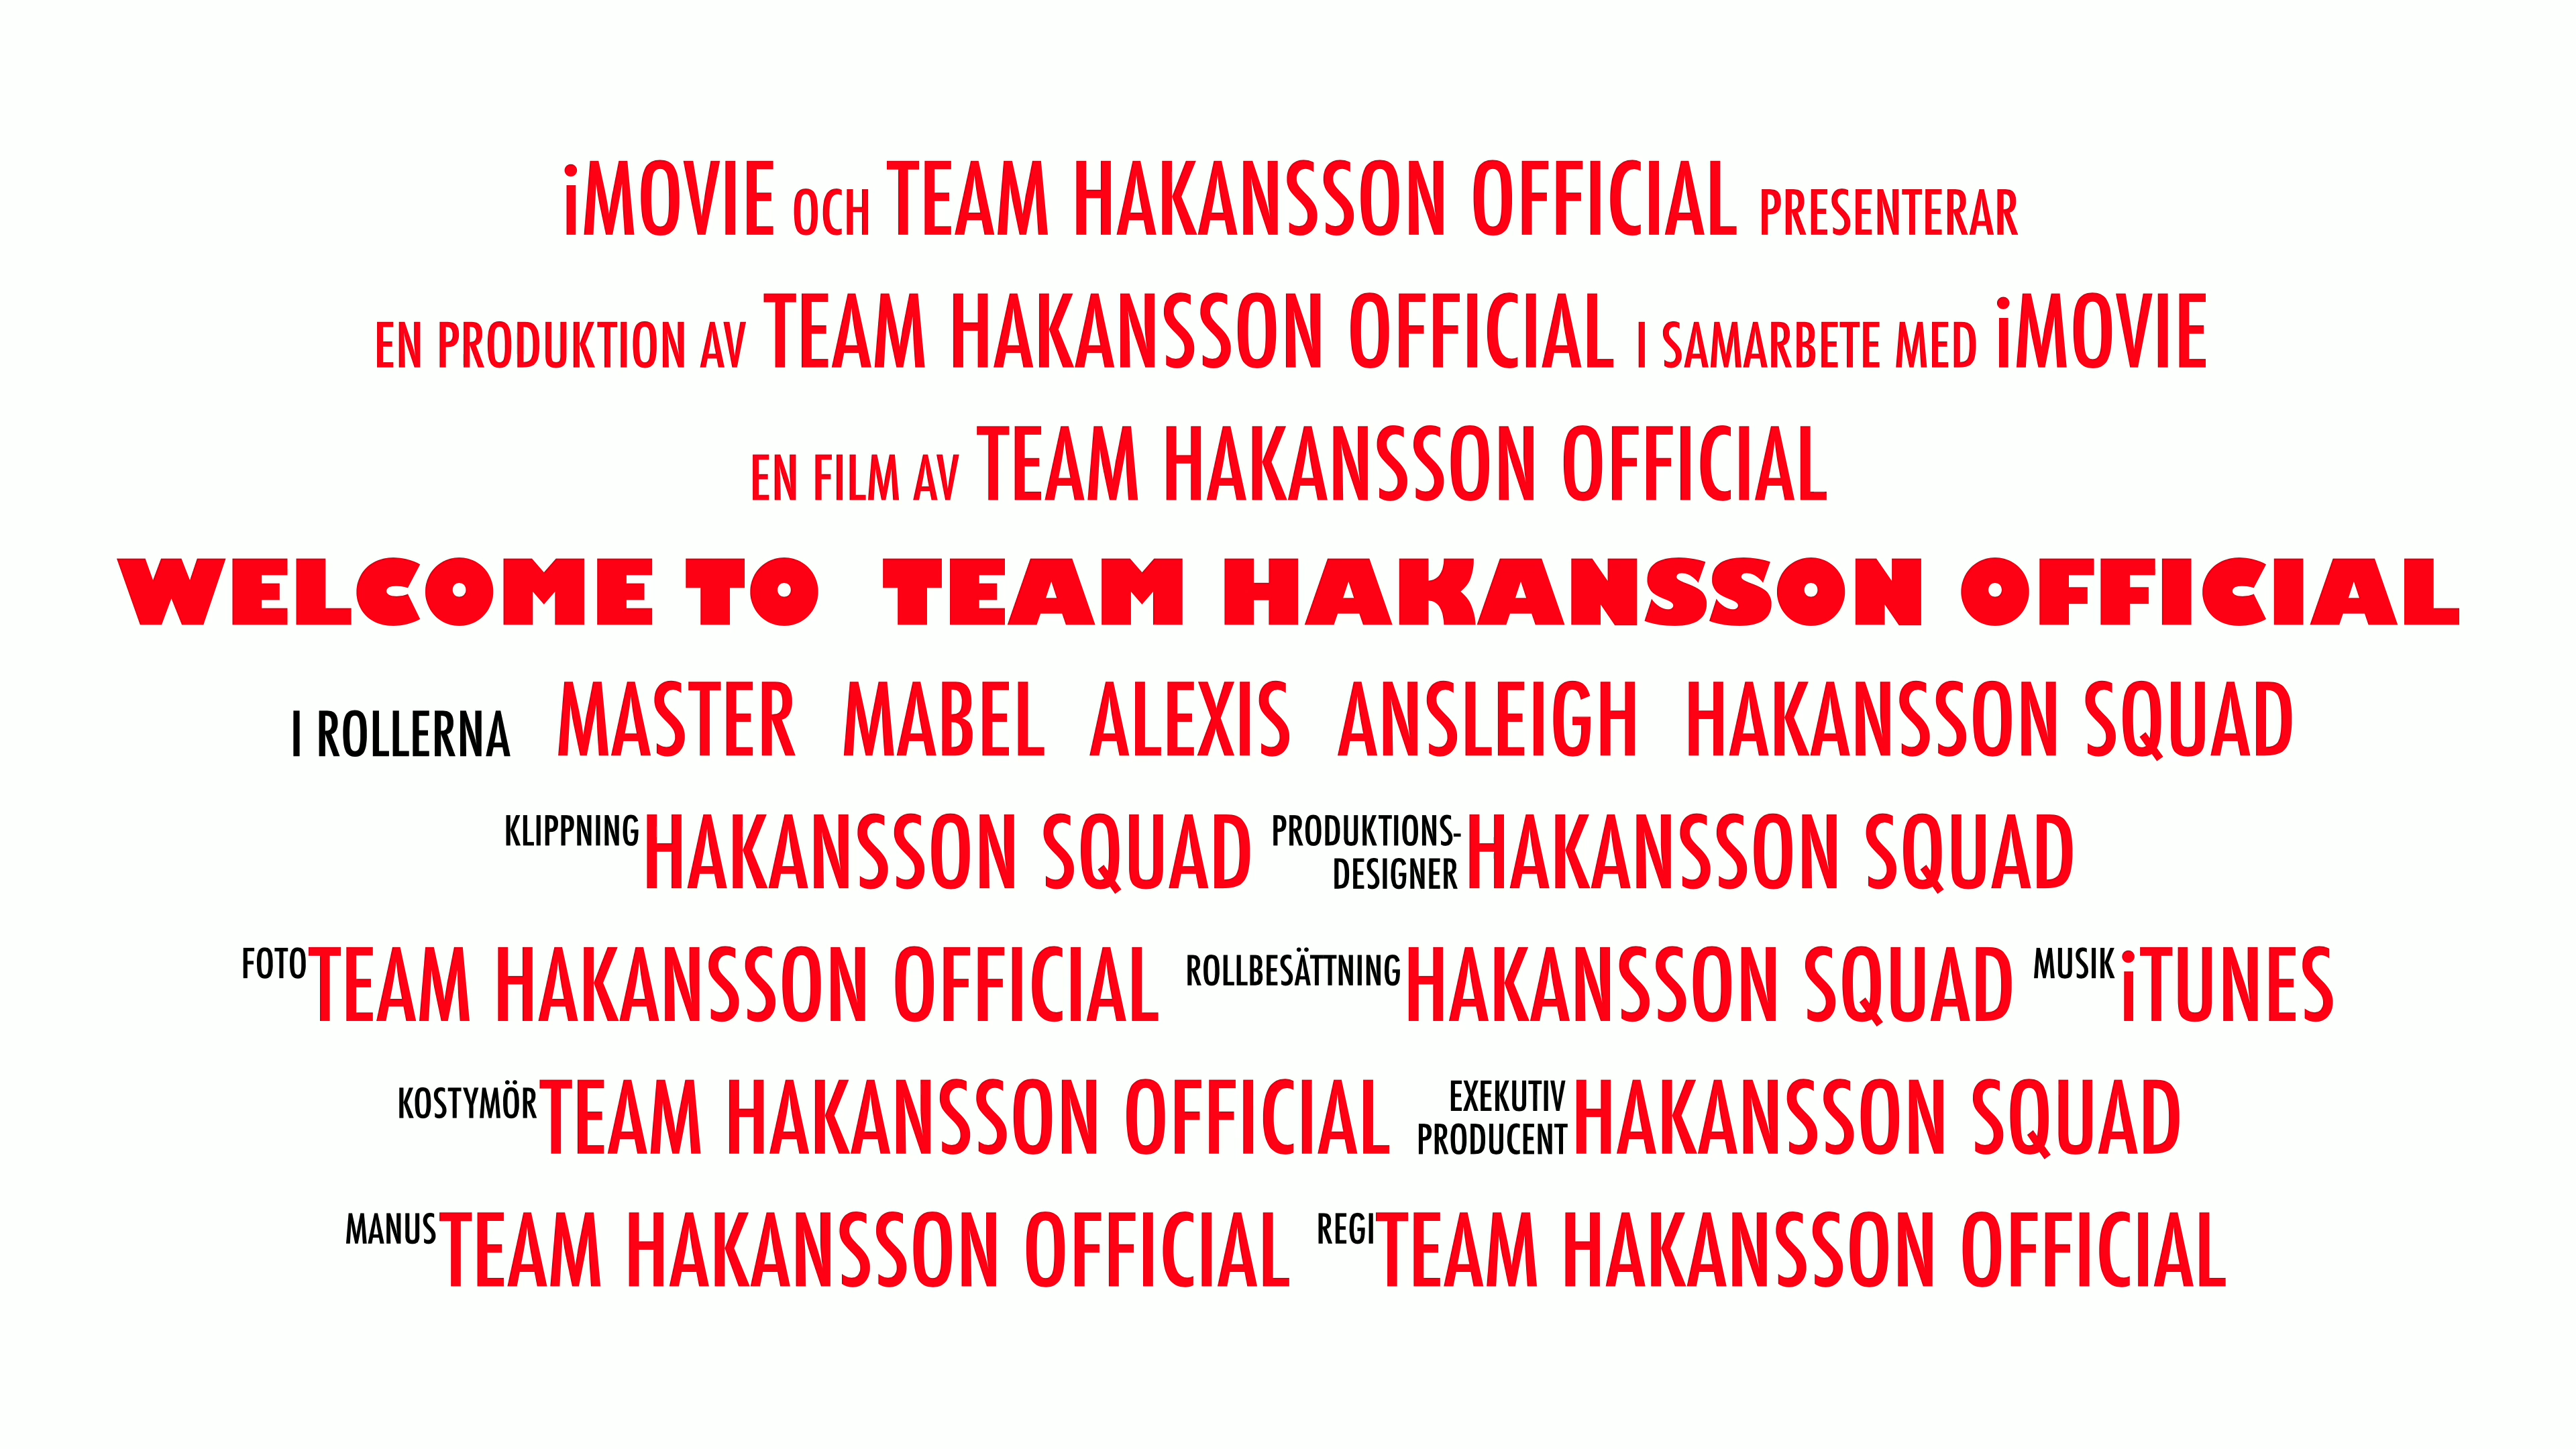 iMOVIE OCH TEAM HAKANSSON OFFICIAL PRESENTERAR
EN PRODUKTION AV TEAM HAKANSSON OFFICIAL I SAMARBETE MED iMOVIE
EN FILM AV TEAM HAKANSSON OFFICIAL
WELCOME TO TEAM HAKANSSON OFFICIAL
I ROLLERNA MASTER MABEL ALEXIS ANSLEIGH HAKANSSON SQUAD
KLIPPNING HAKANSSON SQUAD PRODUKTIONS-DESIGNER HAKANSSON SQUAD
FOTO TEAM HAKANSSON OFFICIAL ROLLBESÄTTNING HAKANSSON SQUAD MUSIK iTUNES
KOSTYMÖR TEAM HAKANSSON OFFICIAL EXEKUTIV PRODUCENT HAKANSSON SQUAD
MANUS TEAM HAKANSSON OFFICIAL REGI TEAM HAKANSSON OFFICIAL